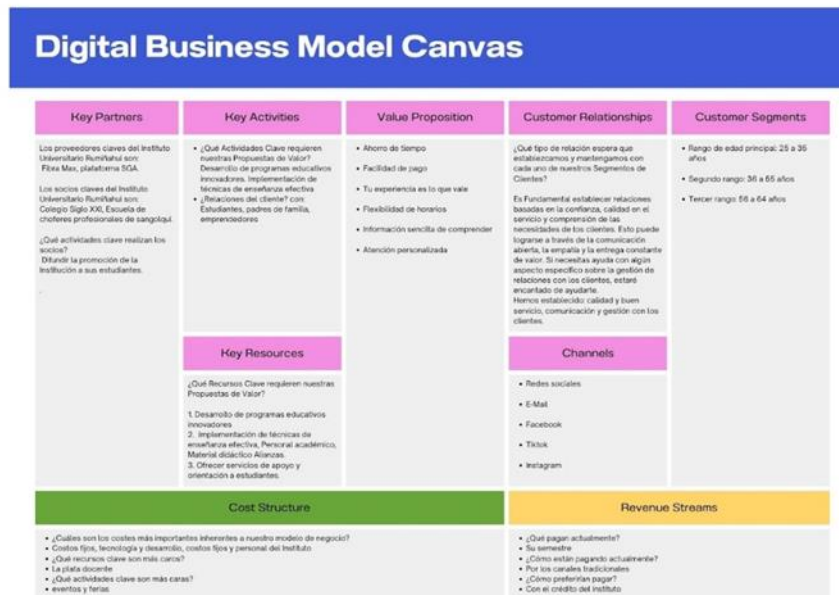 Digital Business Model Canvas
Key Partners
Los proveedores claves del Instituto
Universitario Rumiñahui son:
Fibra Max, plataforma SGA.
Los socios claves del Instituto
Universitario Rumiñahui son:
Colegio Siglo XXI, Escuela de
choferes profesionales de sangolquí.
¿Qué actividades clave realizan los
socios?
Difundir la promoción de la
Institución a sus estudiantes.
.
Key Activities
• ¿Qué Actividades Clave requieren
nuestras Propuestas de Valor?
Desarrollo de programas educativos
innovadores. Implementación de
técnicas de enseñanza efectiva
• ¿Relaciones del cliente? con:
Estudiantes, padres de familia,
emprendedores
Key Resources
¿Qué Recursos Clave requieren nuestras
Propuestas de Valor?
1. Desarrollo de programas educativos
innovadores
2. Implementación de técnicas de
enseñanza efectiva, Personal académico,
Material didáctico Alianzas.
3. Ofrecer servicios de apoyo y
orientación a estudiantes.
Value Proposition
• Ahorro de tiempo
• Facilidad de pago
• Tu experiencia es lo que vale
• Flexibilidad de horarios
• Información sencilla de comprender
• Atención personalizada
Customer Relationships
¿Qué tipo de relación espera que
establezcamos y mantengamos con
cada uno de nuestros Segmentos de
Clientes?
Es Fundamental establecer relaciones
basadas en la confianza, calidad en el
servicio y comprensión de las
necesidades de los clientes. Esto puede
lograrse a través de la comunicación
abierta, la empatía y la entrega constante
de valor. Si necesitas ayuda con algún
aspecto específico sobre la gestión de
relaciones con los clientes, estaré
encantado de ayudarte.
Hemos establecido: calidad y buen
servicio, comunicación y gestión con los
clientes.
Channels
• Redes sociales
• E-Mail
• Facebook
• Tiktok
• Instagram
Customer Segments
• Rango de edad principal: 25 a 35
años
• Segundo rango: 36 a 65 años
• Tercer rango: 56 a 64 años
Cost Structure
• ¿Cuáles son los costes más importantes inherentes a nuestro modelo de negocio?
• Costos fijos, tecnología y desarrollo, costos fijos y personal del Instituto
• ¿Qué recursos clave son más caros?
• La plata docente
• ¿Qué actividades clave son más caras?
• eventos y ferias
Revenue Streams
• ¿Qué pagan actualmente?
• Su semestre
• ¿Cómo están pagando actualmente?
• Por los canales tradicionales
• ¿Cómo preferirían pagar?
• Con el crédito del instituto